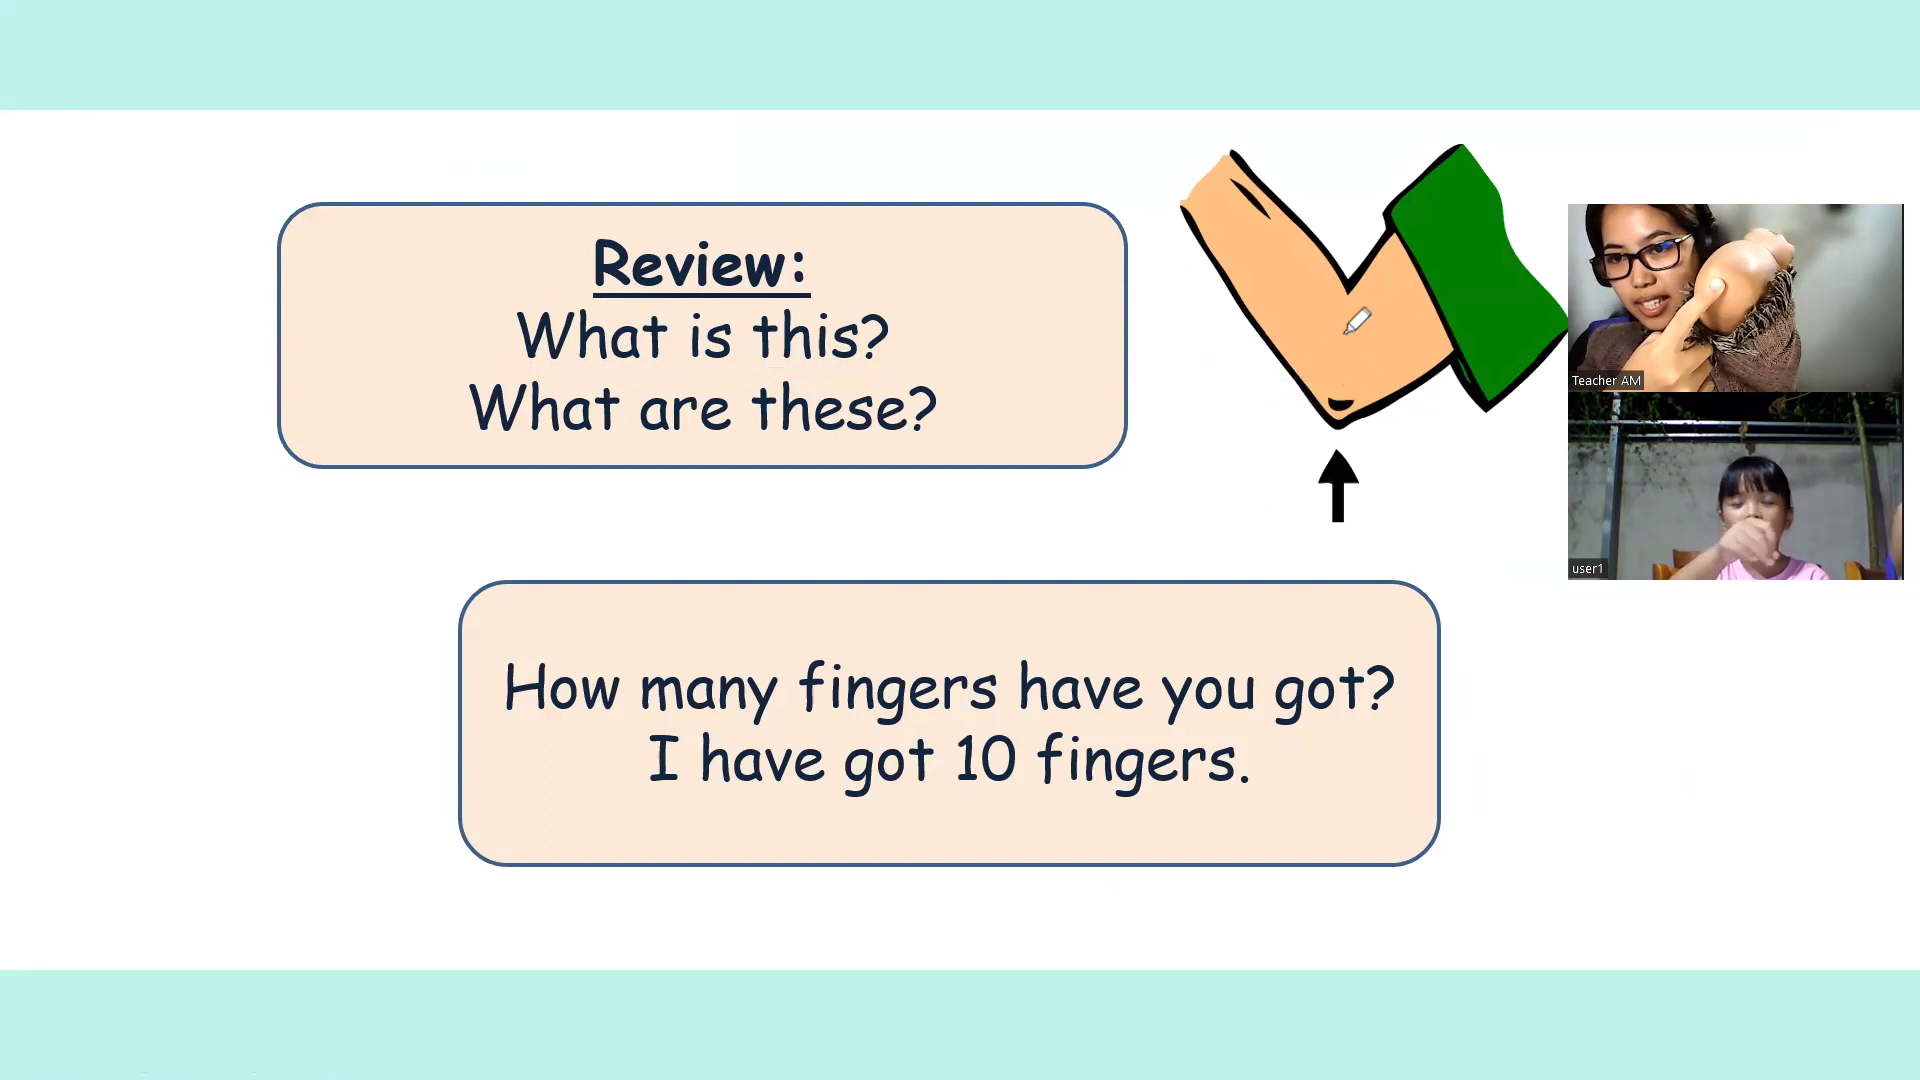 Review:
What is this?
What are these?
Teacher AM
user1
How many fingers have you got?
I have got 10 fingers.